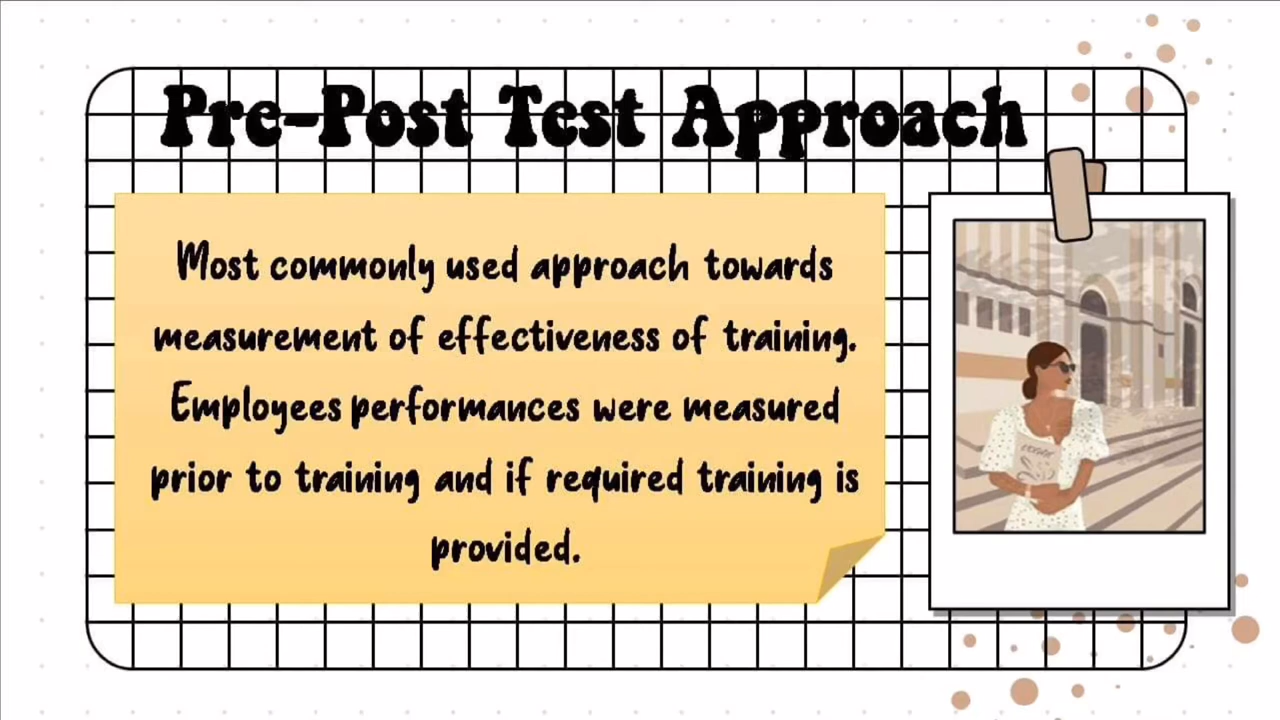 Pre-Post Test Approach
Most commonly used approach towards
measurement of effectiveness of training.
Employees performances were measured
prior to training and if required training is
provided.